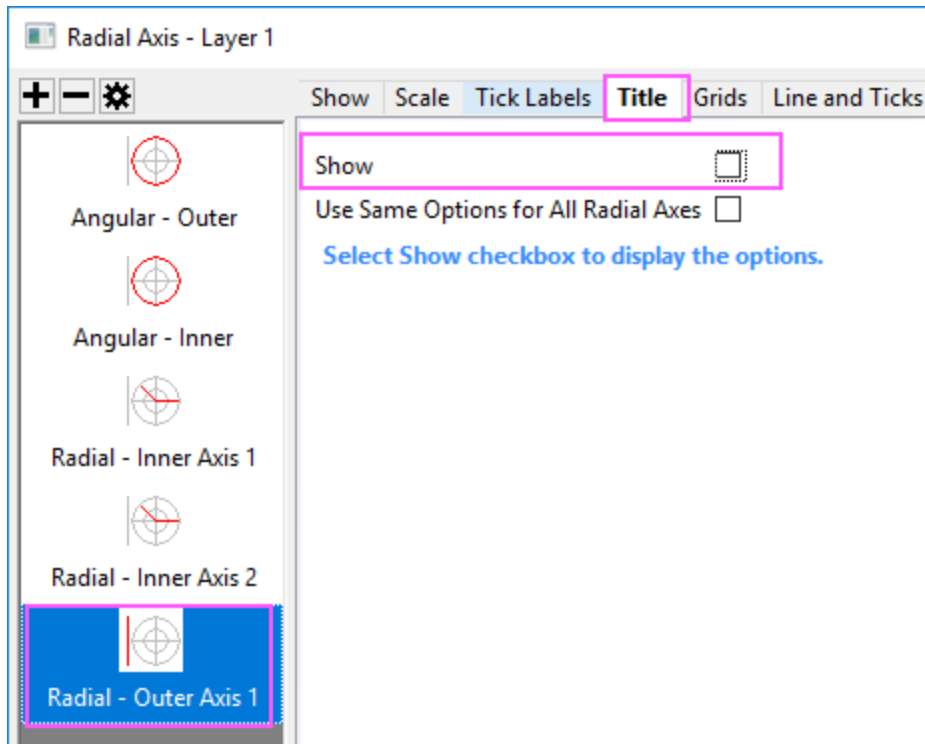 Radial Axis - Layer 1
Show Scale Tick Labels Title Grids Line and Ticks
Angular - Outer
Angular - Inner
Radial - Inner Axis 1
Radial - Inner Axis 2
Radial - Outer Axis 1
Show
Use Same Options for All Radial Axes
Select Show checkbox to display the options.